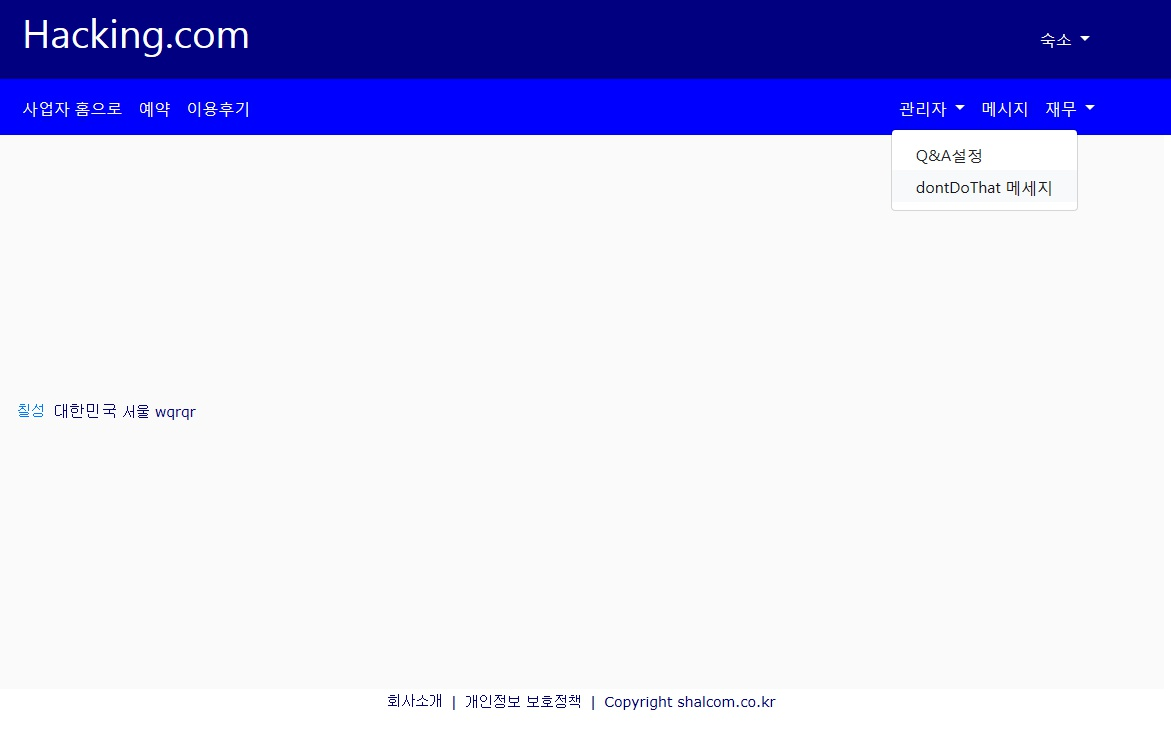 Hacking.com
숙소
사업자 홈으로 예약 이용후기 관리자 메시지 재무
Q&A설정
dontDoThat 메세지
칠성 대한민국 서울 wqrqr
회사소개 | 개인정보 보호정책 | Copyright shalcom.co.kr